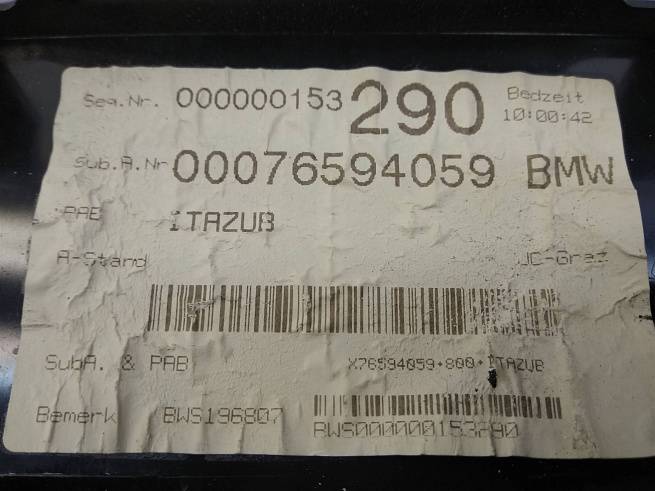 Seq.Nr. 000000153 290 Bedzeit
10:00:42
Sub.A.Nr 00076594059 BMW
PAB iTAZUB
A-Stand JC-Graz
SubA. & PAB X76594059+800+iTAZUB
Bemerk BWS196807
BWS000000153290